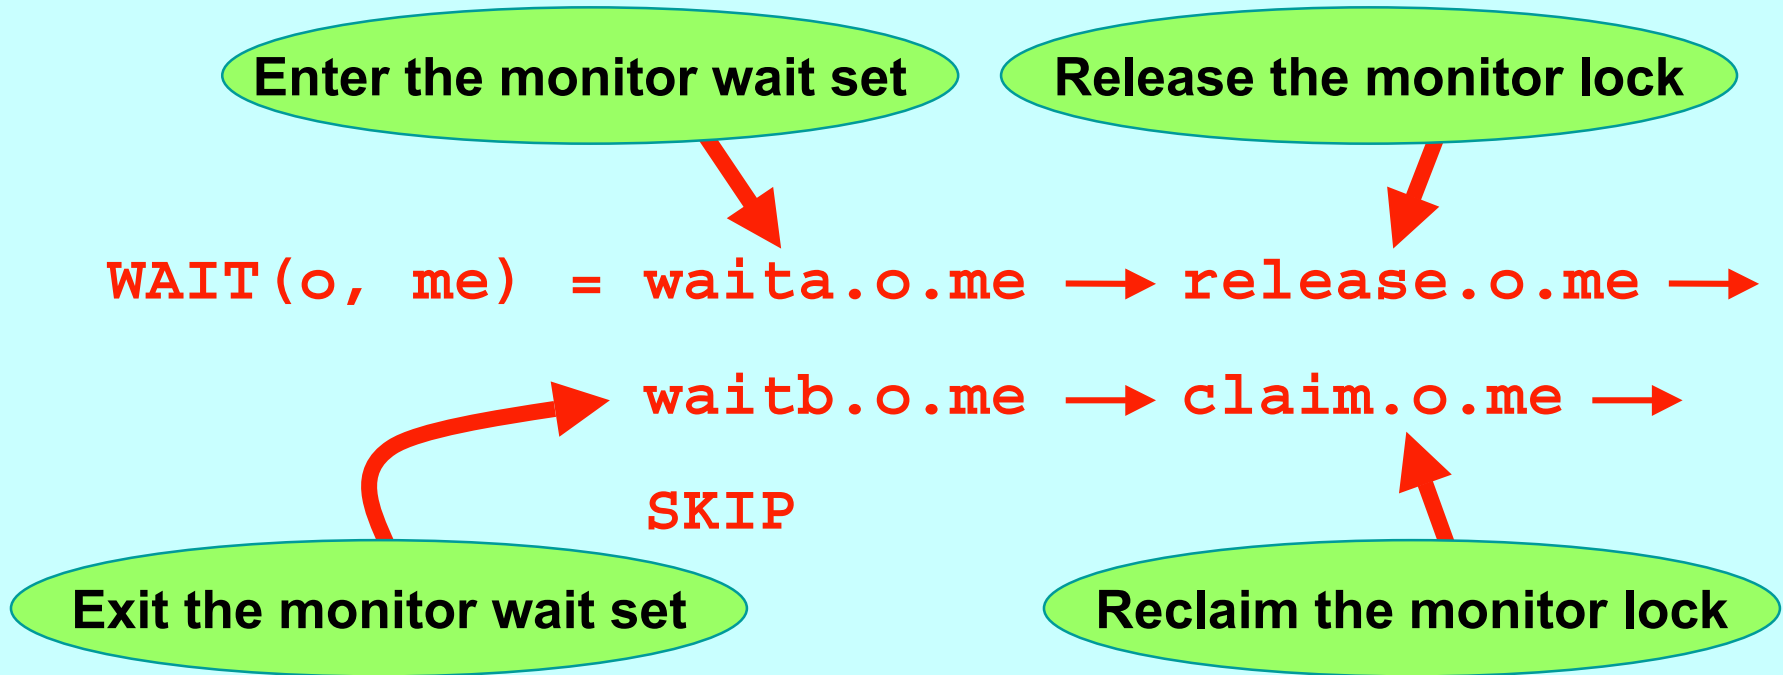 Enter the monitor wait set
Release the monitor lock
WAIT(o, me) = waita.o.me → release.o.me →
waitb.o.me → claim.o.me →
SKIP
Exit the monitor wait set
Reclaim the monitor lock